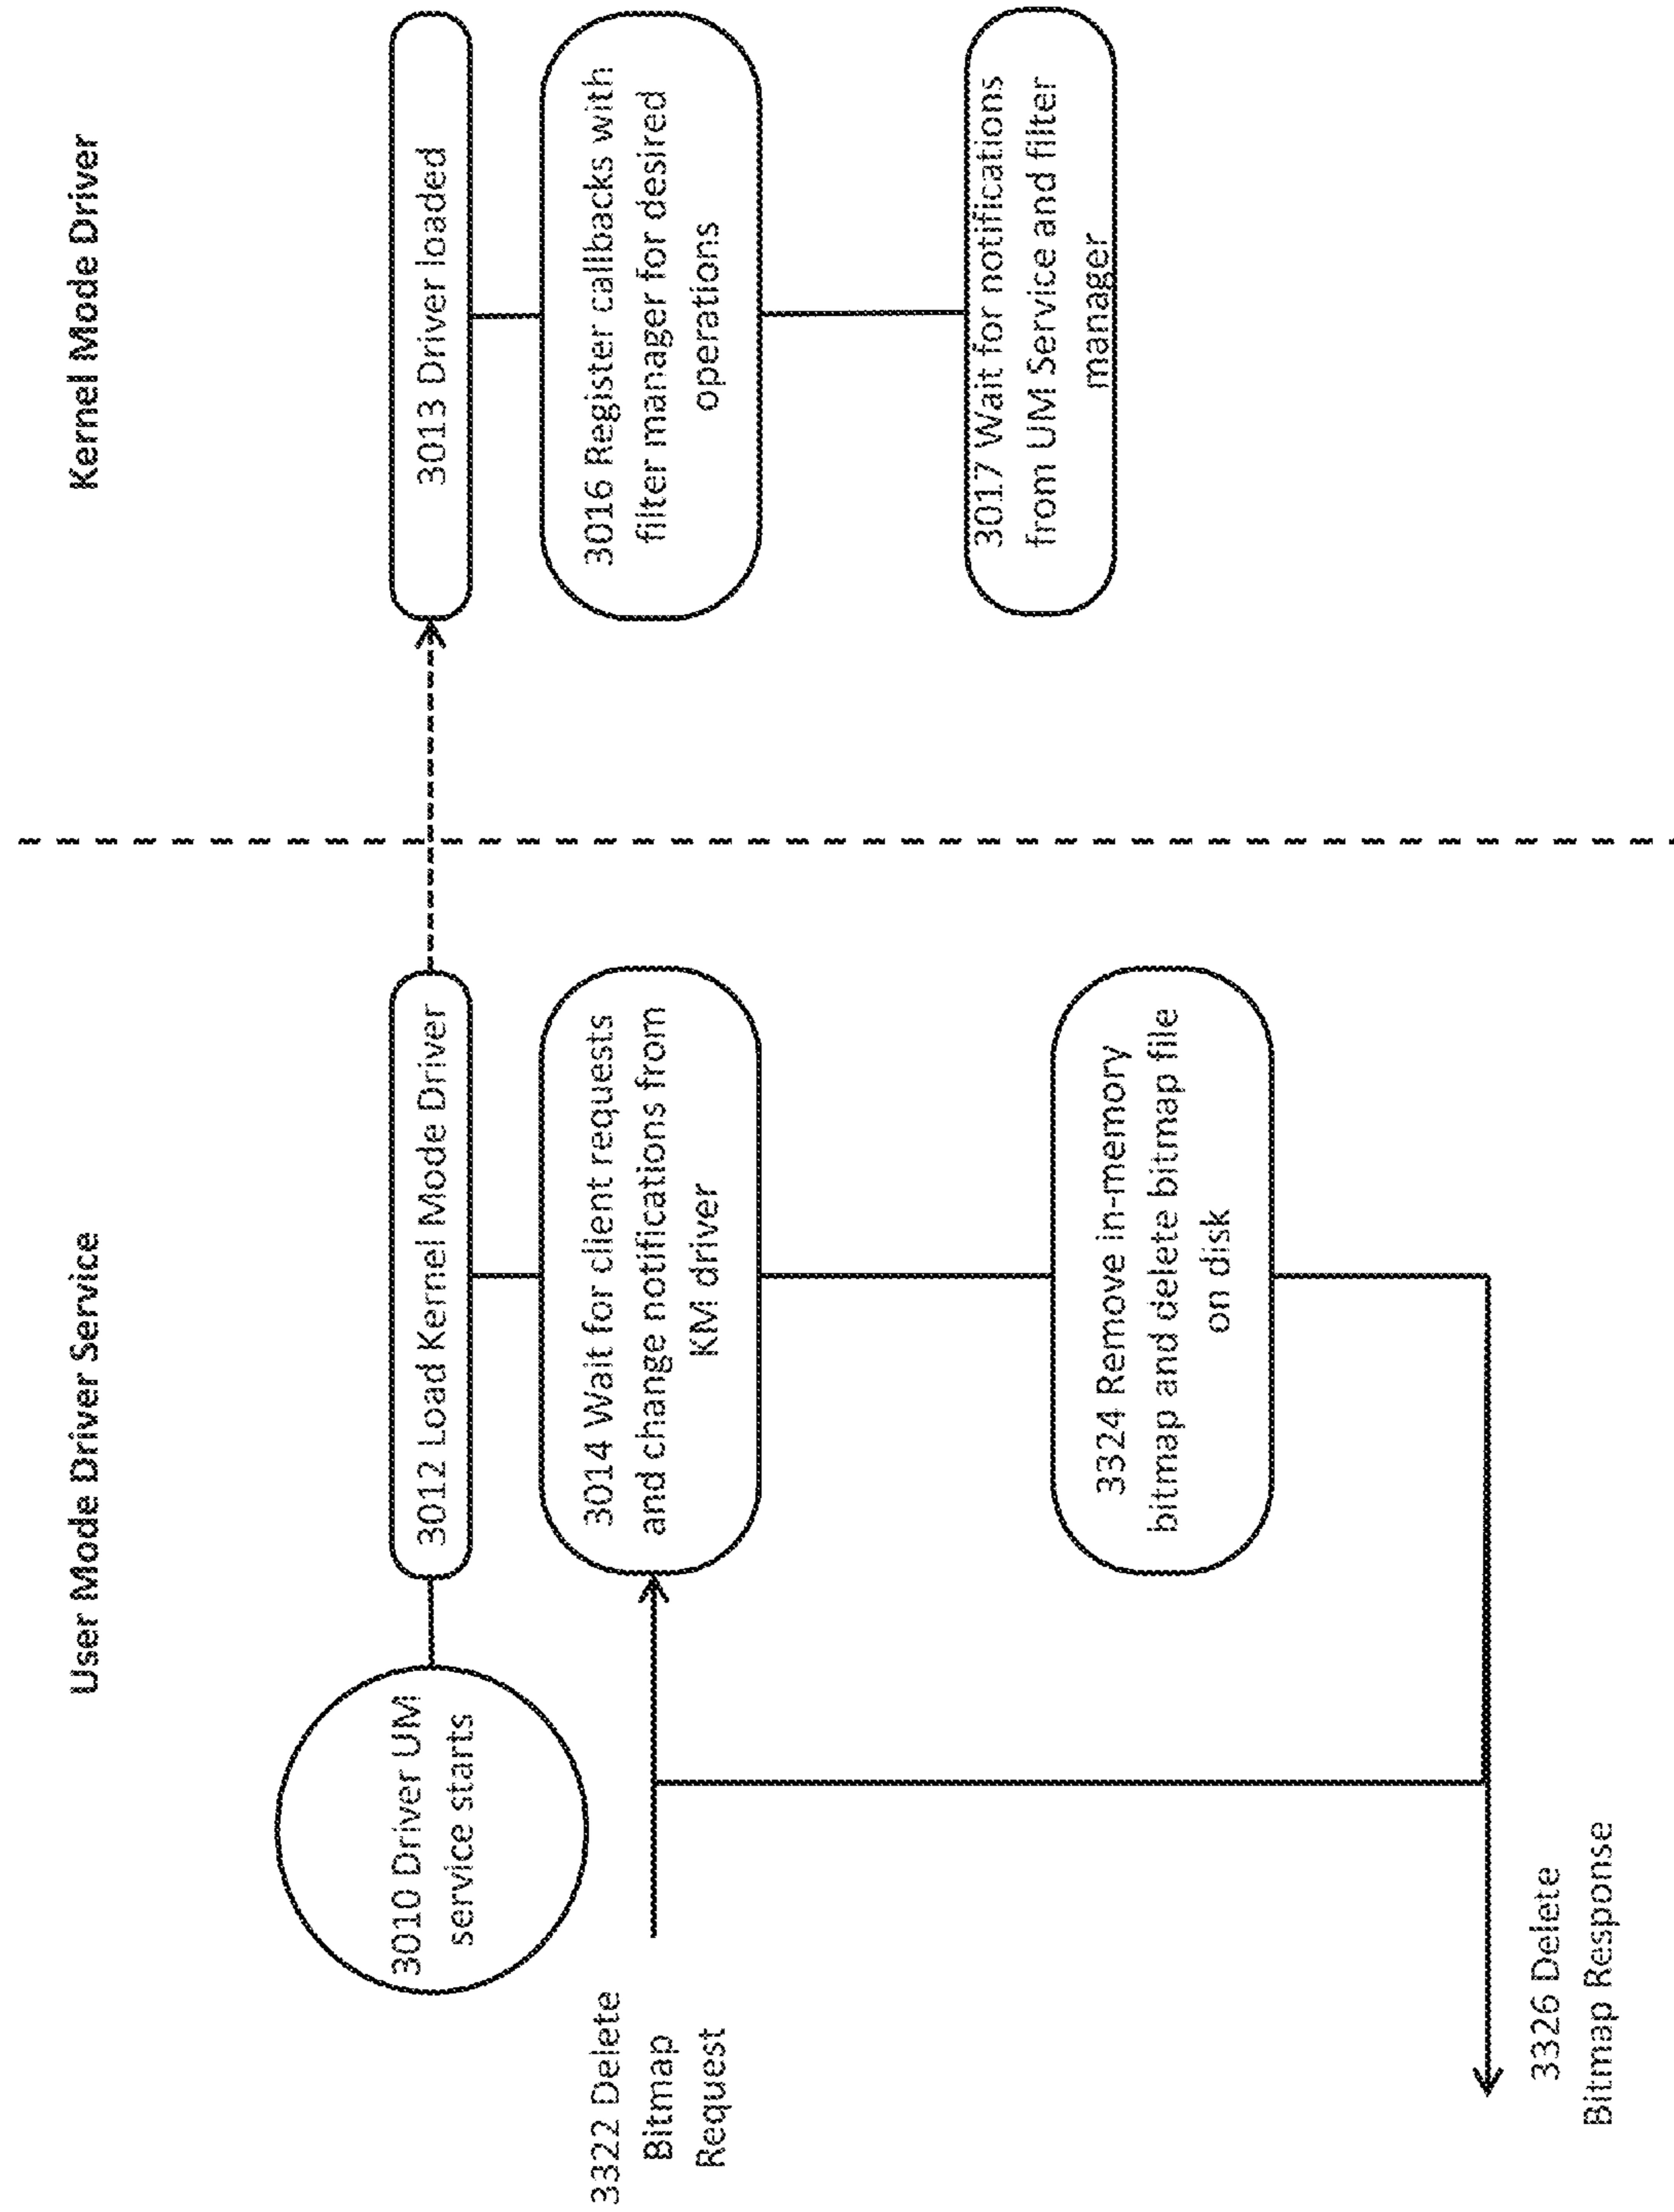 User Mode Driver Service
Kernel Mode Driver
3010 Driver UM
service starts
3012 Load Kernel Mode Driver
3013 Driver loaded
3322 Delete
Bitmap
Request
3014 Wait for client requests
and change notifications from
KM driver
3016 Register callbacks with
filter manager for desired
operations
3017 Wait for notifications
from UM Service and filter
manager
3324 Remove in-memory
bitmap and delete bitmap file
on disk
3326 Delete
Bitmap Response